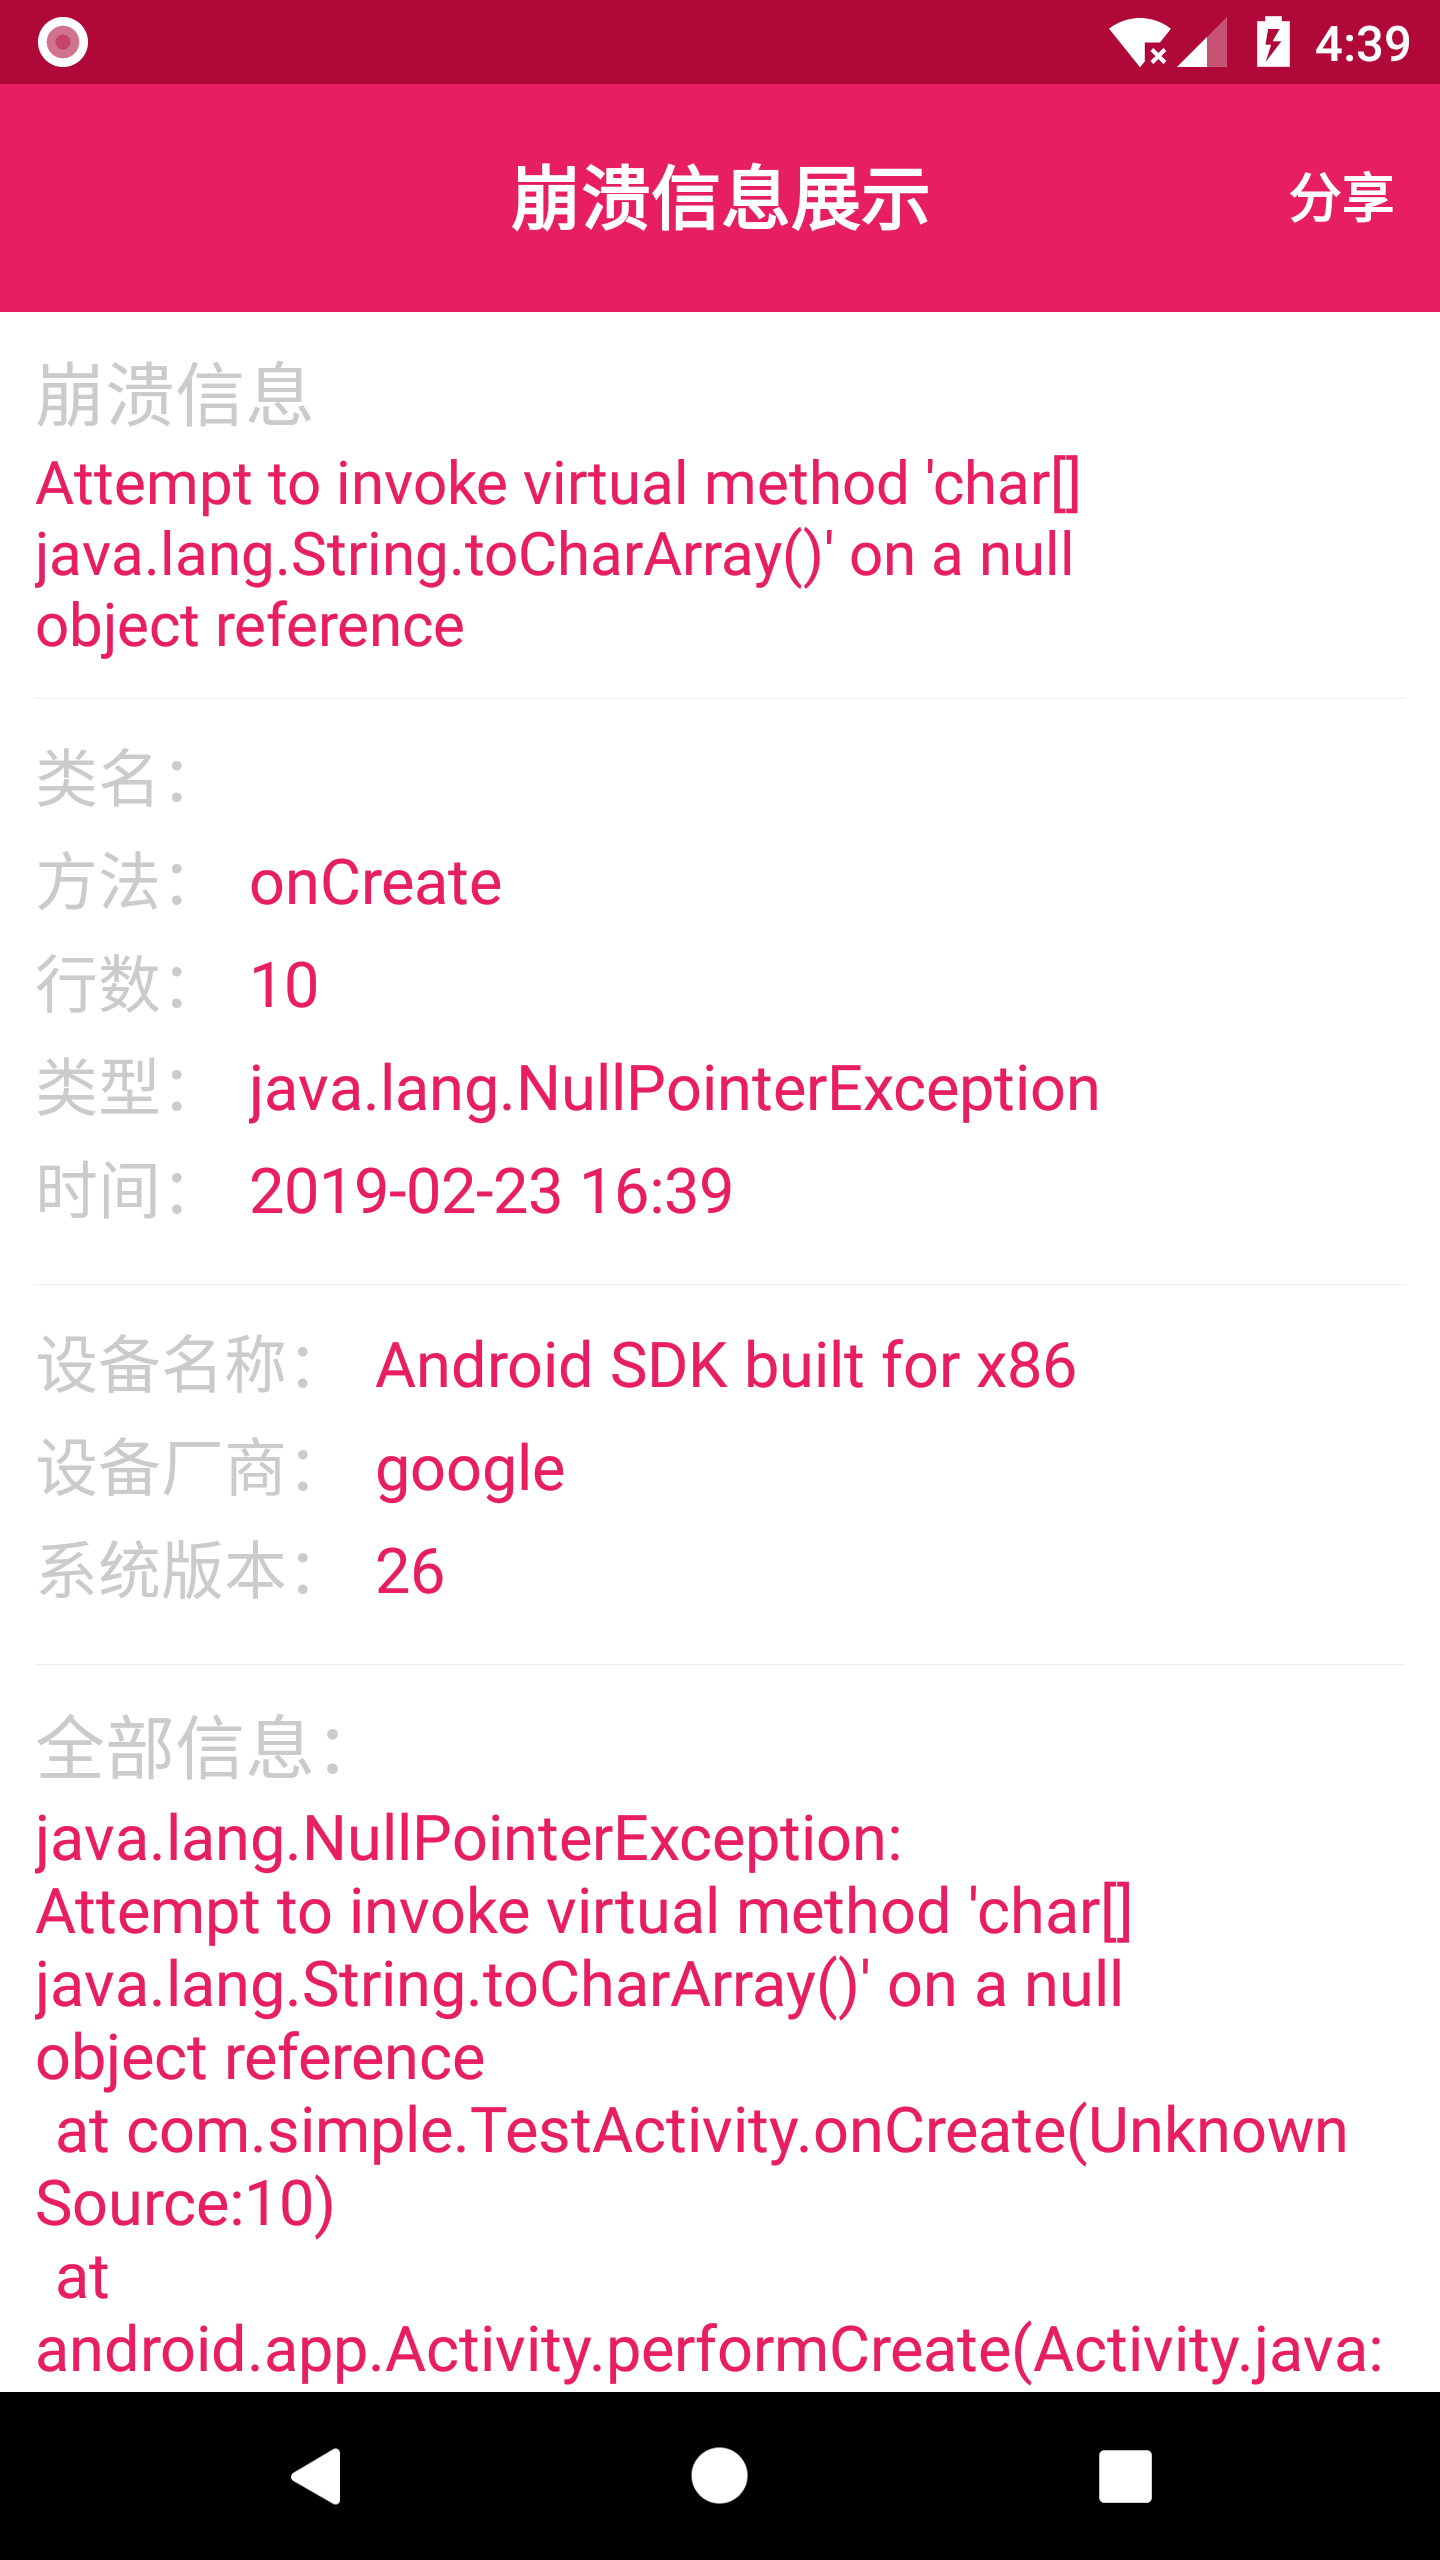 4:39
崩溃信息展示
分享
崩溃信息
Attempt to invoke virtual method 'char[]
java.lang.String.toCharArray()' on a null
object reference
类名：
方法： onCreate
行数： 10
类型： java.lang.NullPointerException
时间： 2019-02-23 16:39
设备名称： Android SDK built for x86
设备厂商： google
系统版本： 26
全部信息：
java.lang.NullPointerException:
Attempt to invoke virtual method 'char[]
java.lang.String.toCharArray()' on a null
object reference
at com.simple.TestActivity.onCreate(Unknown
Source:10)
at
android.app.Activity.performCreate(Activity.java: